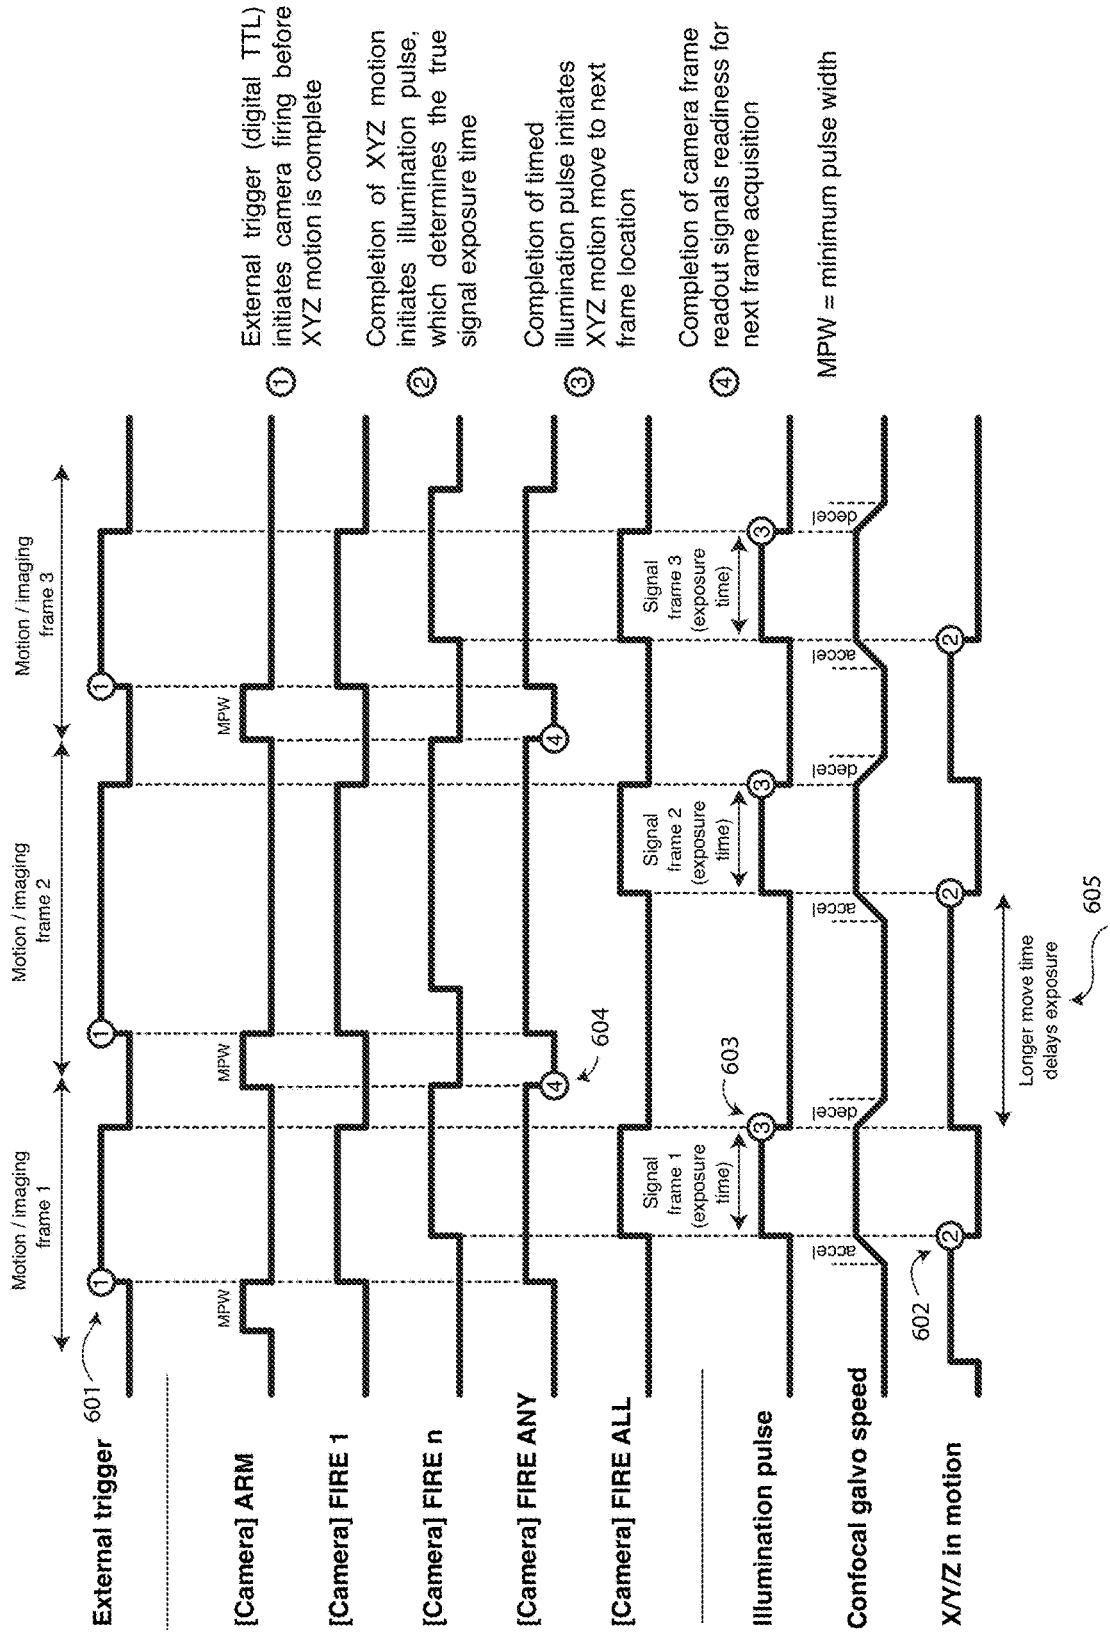 Motion / imaging
frame 1
Motion / imaging
frame 2
Motion / imaging
frame 3
External trigger
601
1
1
1
[Camera] ARM
MPW
MPW
MPW
[Camera] FIRE 1
[Camera] FIRE n
[Camera] FIRE ANY
4
4
604
[Camera] FIRE ALL
Signal
frame 1
(exposure
time)
Signal
frame 2
(exposure
time)
Signal
frame 3
(exposure
time)
Illumination pulse
603
3
3
3
Confocal galvo speed
accel
decel
accel
decel
accel
decel
X/Y/Z in motion
602
2
2
2
Longer move time
delays exposure
605
1
External trigger (digital TTL)
initiates camera firing before
XYZ motion is complete
2
Completion of XYZ motion
initiates illumination pulse,
which determines the true
signal exposure time
3
Completion of timed
illumination pulse initiates
XYZ motion move to next
frame location
4
Completion of camera frame
readout signals readiness for
next frame acquisition
MPW = minimum pulse width